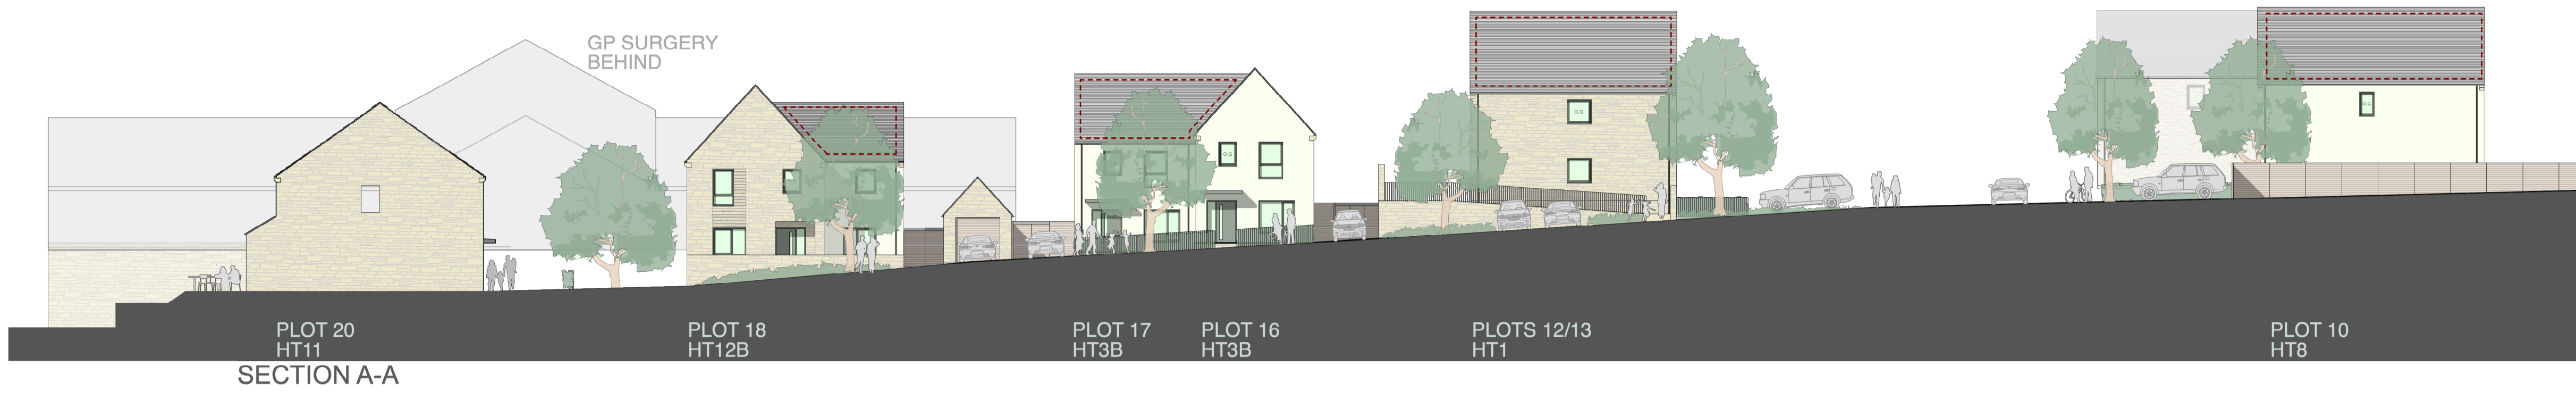 GP SURGERY
BEHIND
PLOT 20
HT11
PLOT 18
HT12B
PLOT 17
HT3B
PLOT 16
HT3B
PLOTS 12/13
HT1
PLOT 10
HT8
SECTION A-A